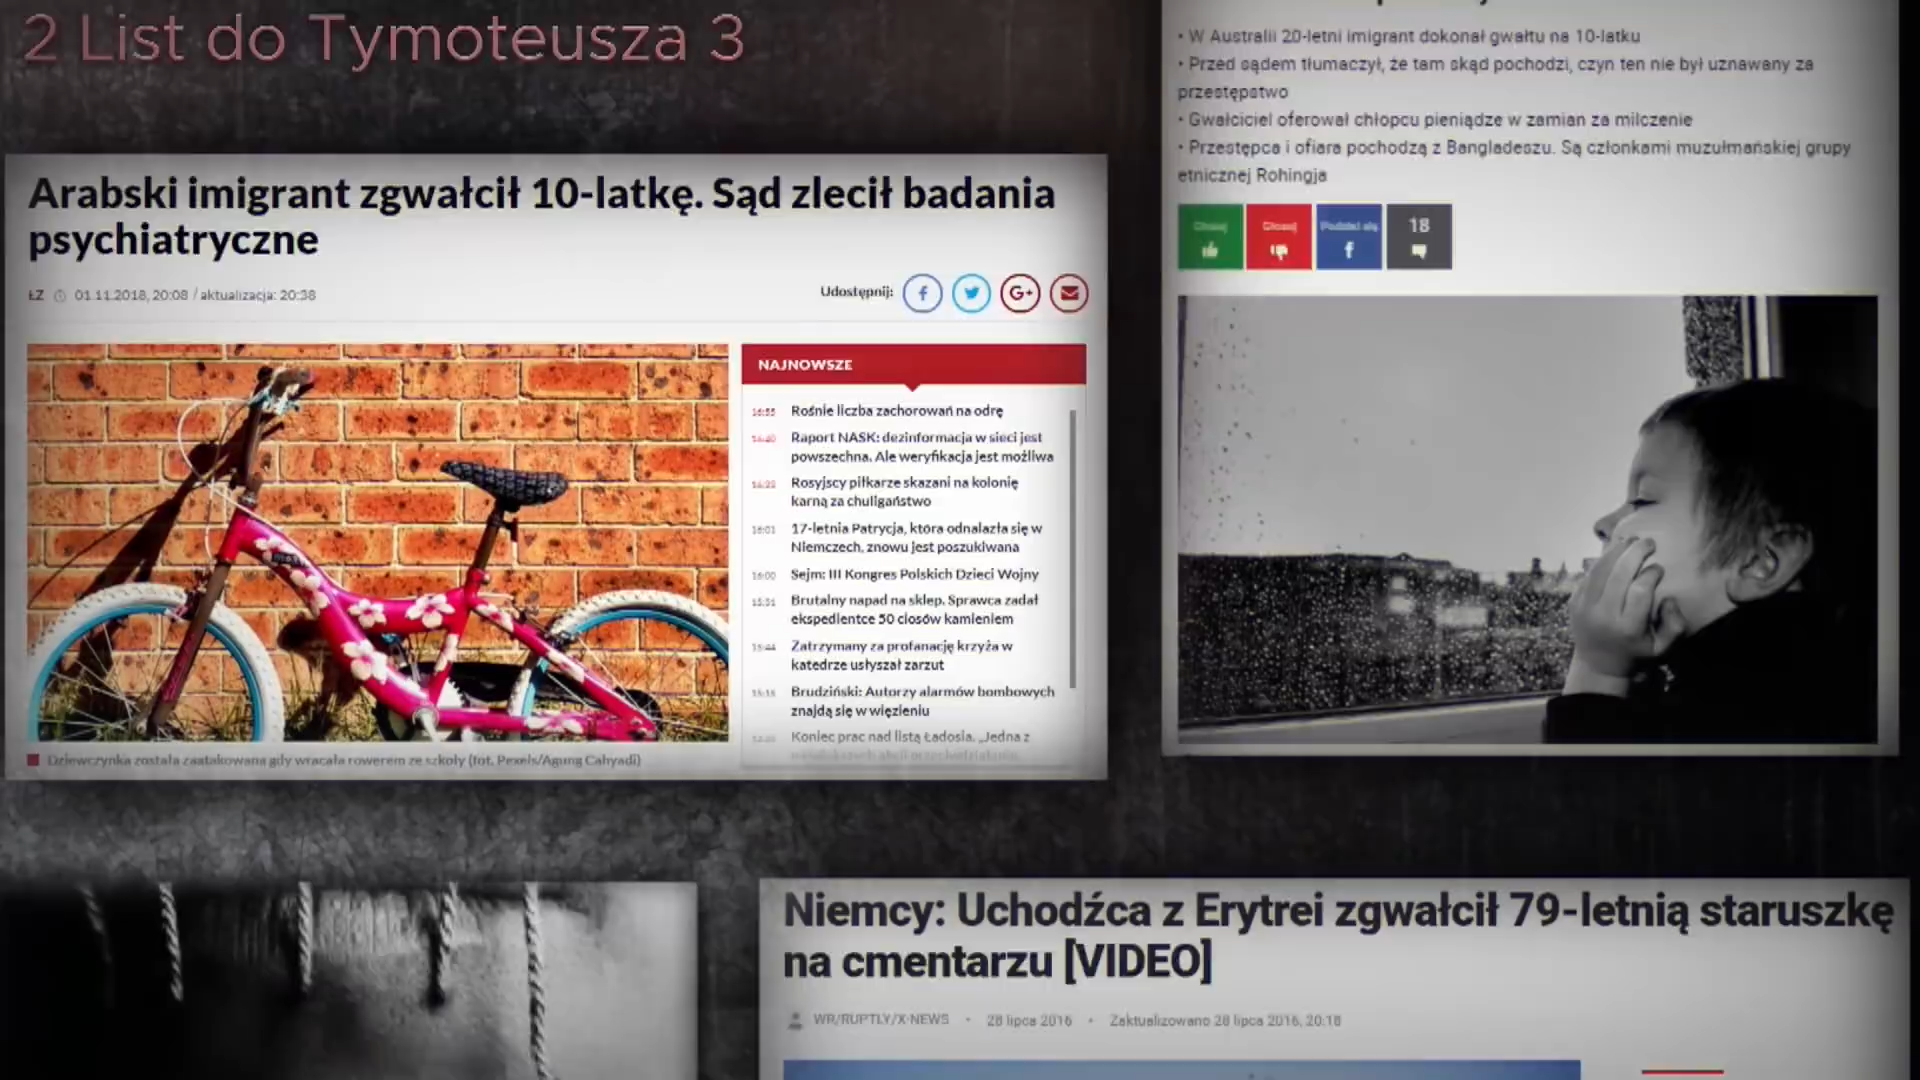 2 List do Tymoteusza 3
Arabski imigrant zgwałcił 10-latkę. Sąd zlecił badania
psychiatryczne
ŁZ 01.11.2018, 20:08 / aktualizacja: 20:38
Udostępnij:
NAJNOWSZE
16:55 Rośnie liczba zachorowań na odrę
Raport NASK: dezinformacja w sieci jest
powszechna. Ale weryfikacja jest możliwa
Rosyjscy piłkarze skazani na kolonię
karną za chuligaństwo
16:01 17-letnia Patrycja, która odnalazła się w
Niemczech, znowu jest poszukiwana
16:00 Sejm: III Kongres Polskich Dzieci Wojny
15:51 Brutalny napad na sklep. Sprawca zadał
ekspedientce 50 ciosów kamieniem
15:44 Zatrzymany za profanację krzyża w
katedrze usłyszał zarzut
Brudziński: Autorzy alarmów bombowych
znajdą się w więzieniu
Koniec prac nad listą Ładosia. „Jedna z
Dziewczynka została zaatakowana gdy wracała rowerem ze szkoły (fot. Pexels/Agung Cahyadi)
• W Australii 20-letni imigrant dokonał gwałtu na 10-latku
• Przed sądem tłumaczył, że tam skąd pochodzi, czyn ten nie był uznawany za
przestępstwo
• Gwałciciel oferował chłopcu pieniądze w zamian za milczenie
• Przestępca i ofiara pochodzą z Bangladeszu. Są członkami muzułmańskiej grupy
etnicznej Rohingja
Podziel się
18
Niemcy: Uchodźca z Erytrei zgwałcił 79-letnią staruszkę
na cmentarzu [VIDEO]
WR/RUPTLY/X-NEWS • 28 lipca 2016 • Zaktualizowano 28 lipca 2016, 20:18